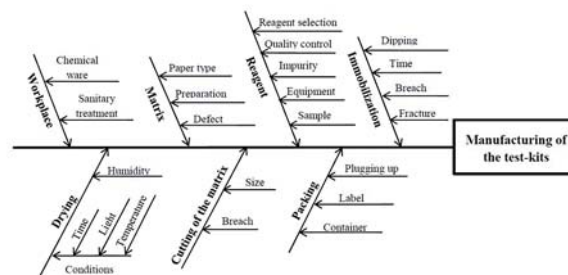 Workplace
Chemical
ware
Sanitary
treatment
Matrix
Paper type
Preparation
Defect
Reagent
Reagent selection
Quality control
Impurity
Equipment
Sample
Immobilization
Dipping
Time
Breach
Fracture
Manufacturing of
the test-kits
Drying
Humidity
Time
Light
Temperature
Conditions
Cutting of the matrix
Size
Breach
Packing
Plugging up
Label
Container